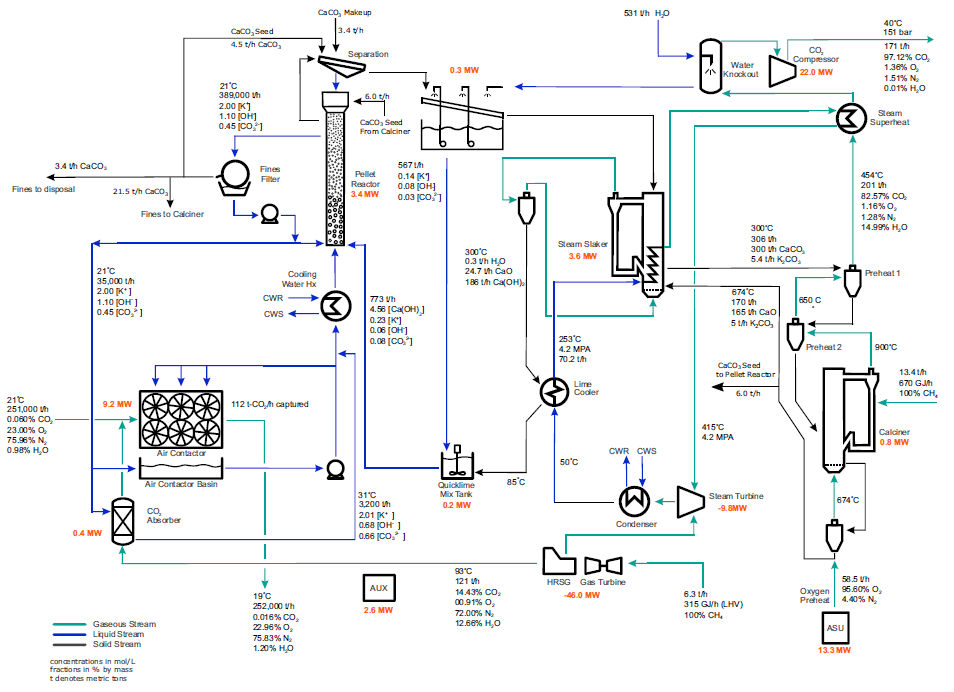 CaCO₃ Makeup
3.4 t/h
CaCO₃ Seed
4.5 t/h CaCO₃
Separation
531 t/h H₂O
Water
Knockout
CO₂
Compressor
22.0 MW
40°C
151 bar
171 t/h
97.12% CO₂
1.36% O₂
1.51% N₂
0.01% H₂O
0.3 MW
21°C
389,000 t/h
2.00 [K⁺]
1.10 [OH⁻]
0.45 [CO₃²⁻]
6.0 t/h
CaCO₃ Seed
From Calciner
Steam
Superheat
Fines
Filter
3.4 t/h CaCO₃
Fines to disposal
21.5 t/h CaCO₃
Fines to Calciner
Pellet
Reactor
3.4 MW
567 t/h
0.14 [K⁺]
0.08 [OH⁻]
0.03 [CO₃²⁻]
454°C
201 t/h
82.57% CO₂
1.16% O₂
1.28% N₂
14.99% H₂O
Steam Slaker
3.6 MW
300°C
0.3 t/h H₂O
24.7 t/h CaO
186 t/h Ca(OH)₂
300°C
306 t/h
300 t/h CaCO₃
5.4 t/h K₂CO₃
Preheat 1
21°C
35,000 t/h
2.00 [K⁺ ]
1.10 [OH⁻ ]
0.45 [CO₃²⁻ ]
Cooling
Water Hx
CWR
CWS
773 t/h
4.56 [Ca(OH)₂]
0.23 [K⁺]
0.06 [OH⁻]
0.08 [CO₃²⁻]
674°C
170 t/h
165 t/h CaO
5 t/h K₂CO₃
650 C
Preheat 2
900°C
253°C
4.2 MPA
70.2 t/h
Lime
Cooler
CaCO₃ Seed
to Pellet Reactor
6.0 t/h
13.4 t/h
670 GJ/h
100% CH₄
Calciner
0.8 MW
21°C
251,000 t/h
0.060% CO₂
23.00% O₂
75.96% N₂
0.98% H₂O
9.2 MW
112 t-CO₂/h captured
Air Contactor
Air Contactor Basin
415°C
4.2 MPA
CWR
CWS
50°C
85°C
Quicklime
Mix Tank
0.2 MW
Condenser
Steam Turbine
-9.8MW
674°C
CO₂
Absorber
0.4 MW
31°C
3,200 t/h
2.01 [K⁺ ]
0.68 [OH⁻ ]
0.66 [CO₃²⁻ ]
HRSG
Gas Turbine
-46.0 MW
AUX
2.6 MW
93°C
121 t/h
14.43% CO₂
00.91% O₂
72.00% N₂
12.66% H₂O
6.3 t/h
315 GJ/h (LHV)
100% CH₄
Oxygen
Preheat
58.5 t/h
95.60% O₂
4.40% N₂
ASU
13.3 MW
19°C
252,000 t/h
0.016% CO₂
22.96% O₂
75.83% N₂
1.20% H₂O
Gaseous Stream
Liquid Stream
Solid Stream
concentrations in mol/L
fractions in % by mass
t denotes metric tons